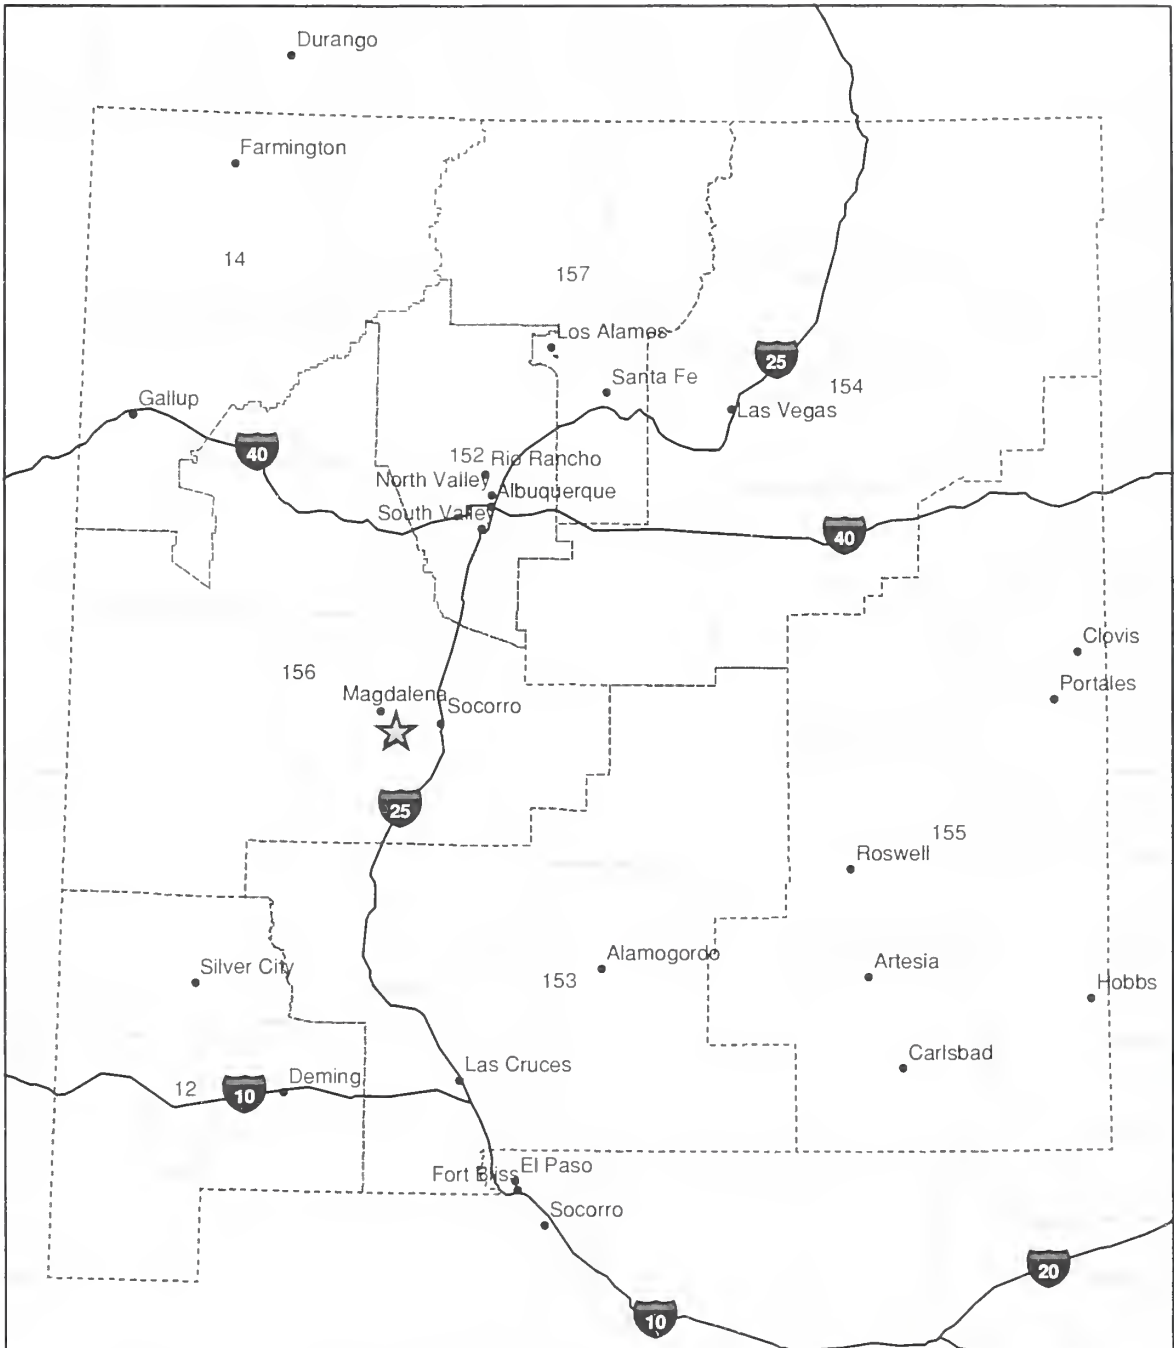 Durango
Farmington
14
157
Los Alamos
25
Santa Fe
154
Gallup
Las Vegas
40
152
Rio Rancho
North Valley
Albuquerque
South Valley
40
Clovis
156
Portales
Magdalena
Socorro
25
155
Roswell
Alamogordo
Artesia
Silver City
153
Hobbs
Carlsbad
Las Cruces
Deming
12
10
El Paso
Fort Bliss
Socorro
20
10